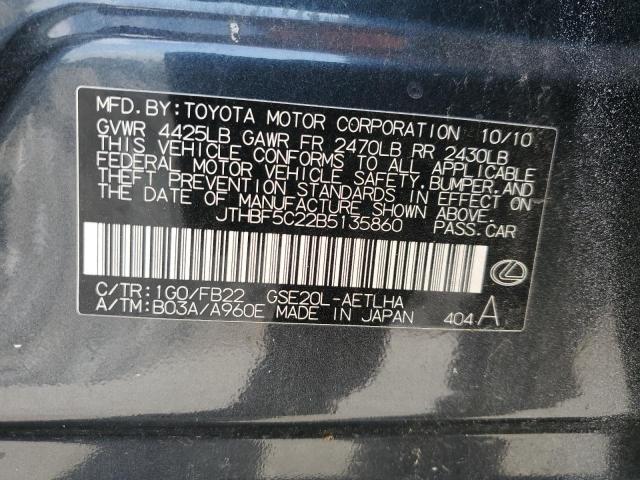 MFD. BY: TOYOTA MOTOR CORPORATION 10/10
GVWR 4425LB GAWR FR 2470LB RR 2430LB
THIS VEHICLE CONFORMS TO ALL APPLICABLE
FEDERAL MOTOR VEHICLE SAFETY, BUMPER, AND
THEFT PREVENTION STANDARDS IN EFFECT ON
THE DATE OF MANUFACTURE SHOWN ABOVE.
JTHBF5C22B5135860 PASS.CAR
C/TR: 1G0/FB22 GSE20L-AETLHA
A/TM: B03A/A960E MADE IN JAPAN 404 A